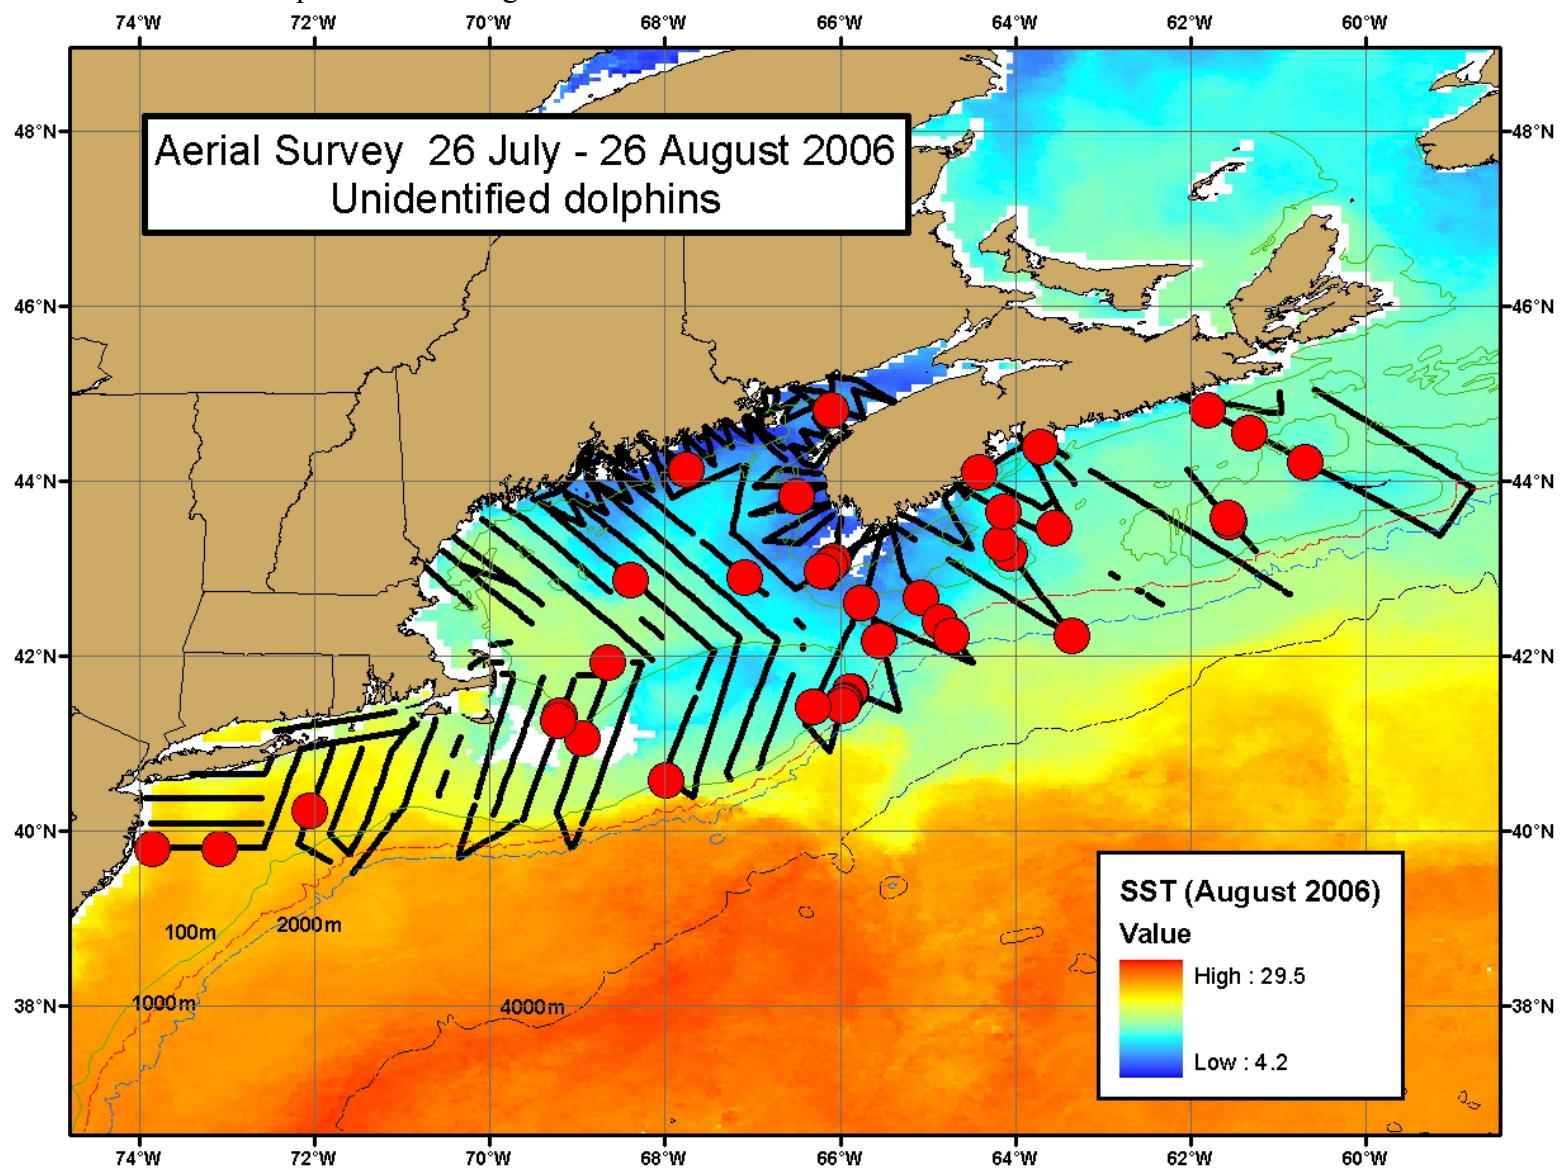 74°W 72°W 70°W 68°W 66°W 64°W 62°W 60°W
Aerial Survey 26 July - 26 August 2006
Unidentified dolphins
48°N 48°N
46°N 46°N
44°N 44°N
42°N 42°N
40°N 40°N
38°N 38°N
100m
2000m
1000m
4000m
SST (August 2006)
Value
High : 29.5
Low : 4.2
74°W 72°W 70°W 68°W 66°W 64°W 62°W 60°W